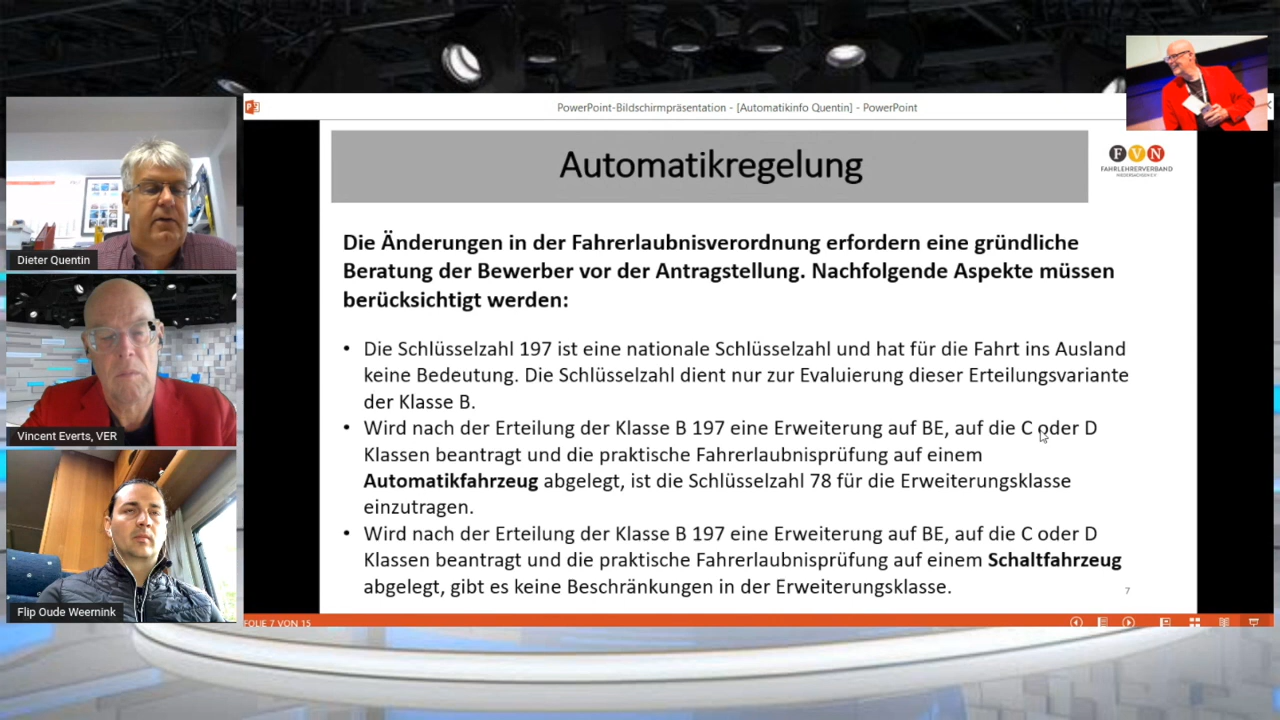 PowerPoint-Bildschirmpräsentation - [Automatikinfo Quentin] - PowerPoint
Automatikregelung
FVN
FAHRLEHRERVERBAND
NIEDERSACHSEN E.V.
Die Änderungen in der Fahrerlaubnisverordnung erfordern eine gründliche
Beratung der Bewerber vor der Antragstellung. Nachfolgende Aspekte müssen
berücksichtigt werden:
• Die Schlüsselzahl 197 ist eine nationale Schlüsselzahl und hat für die Fahrt ins Ausland
keine Bedeutung. Die Schlüsselzahl dient nur zur Evaluierung dieser Erteilungsvariante
der Klasse B.
• Wird nach der Erteilung der Klasse B 197 eine Erweiterung auf BE, auf die C oder D
Klassen beantragt und die praktische Fahrerlaubnisprüfung auf einem
Automatikfahrzeug abgelegt, ist die Schlüsselzahl 78 für die Erweiterungsklasse
einzutragen.
• Wird nach der Erteilung der Klasse B 197 eine Erweiterung auf BE, auf die C oder D
Klassen beantragt und die praktische Fahrerlaubnisprüfung auf einem Schaltfahrzeug
abgelegt, gibt es keine Beschränkungen in der Erweiterungsklasse.
7
FOLIE 7 VON 15
Dieter Quentin
Vincent Everts, VER
Flip Oude Weernink